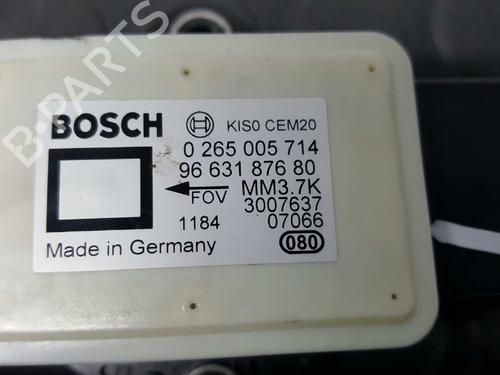 B-PARTS
BOSCH KIS0 CEM20
0 265 005 714
96 631 876 80
FOV MM3.7K
3007637
1184 07066
Made in Germany 080